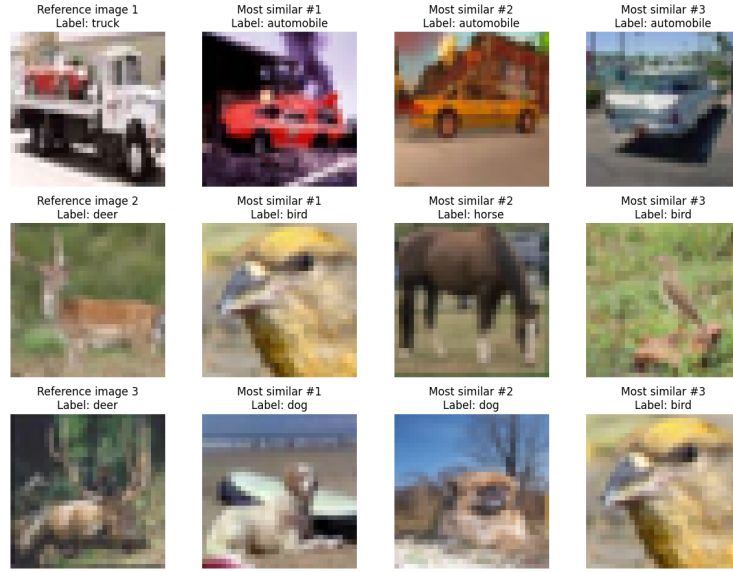 Reference image 1
Label: truck
Most similar #1
Label: automobile
Most similar #2
Label: automobile
Most similar #3
Label: automobile
Reference image 2
Label: deer
Most similar #1
Label: bird
Most similar #2
Label: horse
Most similar #3
Label: bird
Reference image 3
Label: deer
Most similar #1
Label: dog
Most similar #2
Label: dog
Most similar #3
Label: bird